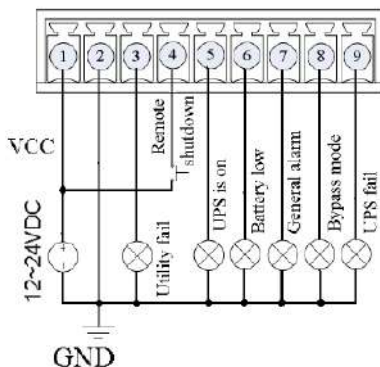 1 2 3 4 5 6 7 8 9
VCC
Remote
shutdown
12~24VDC
Utility fail
UPS is on
Battery low
General alarm
Bypass mode
UPS fail
GND